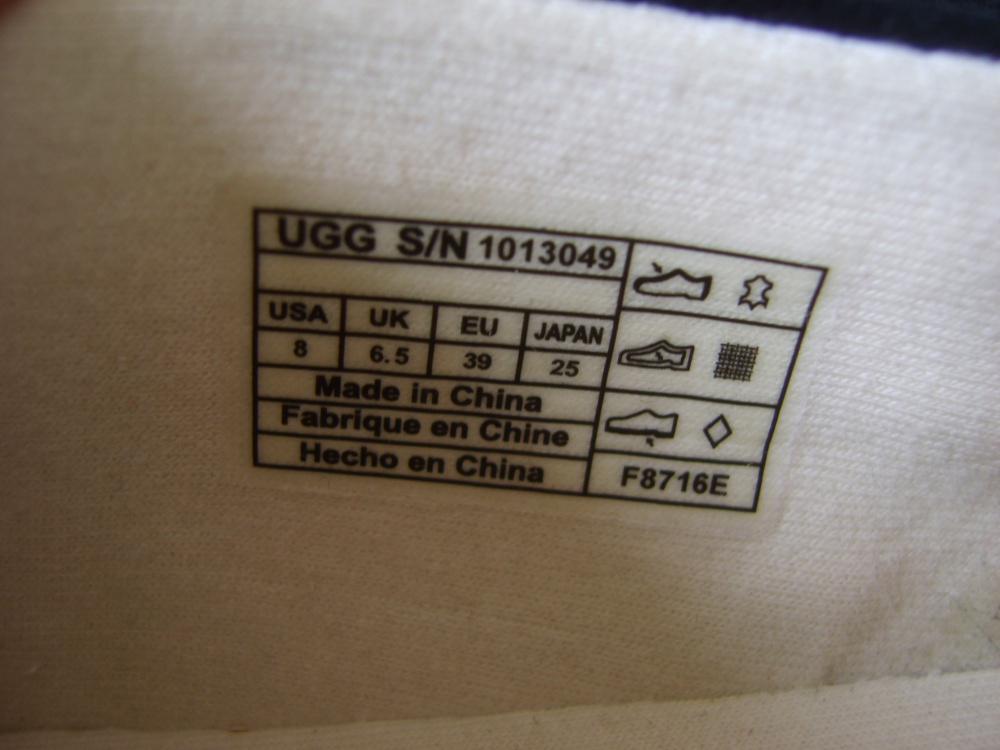 UGG S/N 1013049
USA UK EU JAPAN
8 6.5 39 25
Made in China
Fabrique en Chine
Hecho en China
F8716E